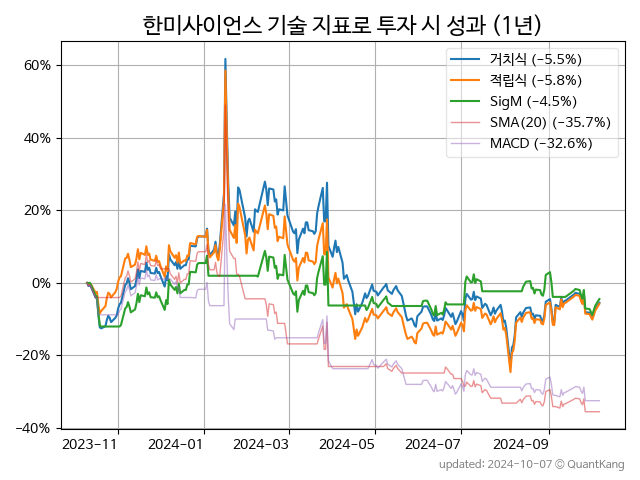 한미사이언스 기술 지표로 투자 시 성과 (1년)
거치식 (−5.5%)
적립식 (−5.8%)
SigM (−4.5%)
SMA(20) (−35.7%)
MACD (−32.6%)
60%
40%
20%
0%
−20%
−40%
2023-11 2024-01 2024-03 2024-05 2024-07 2024-09
updated: 2024-10-07 © QuantKang